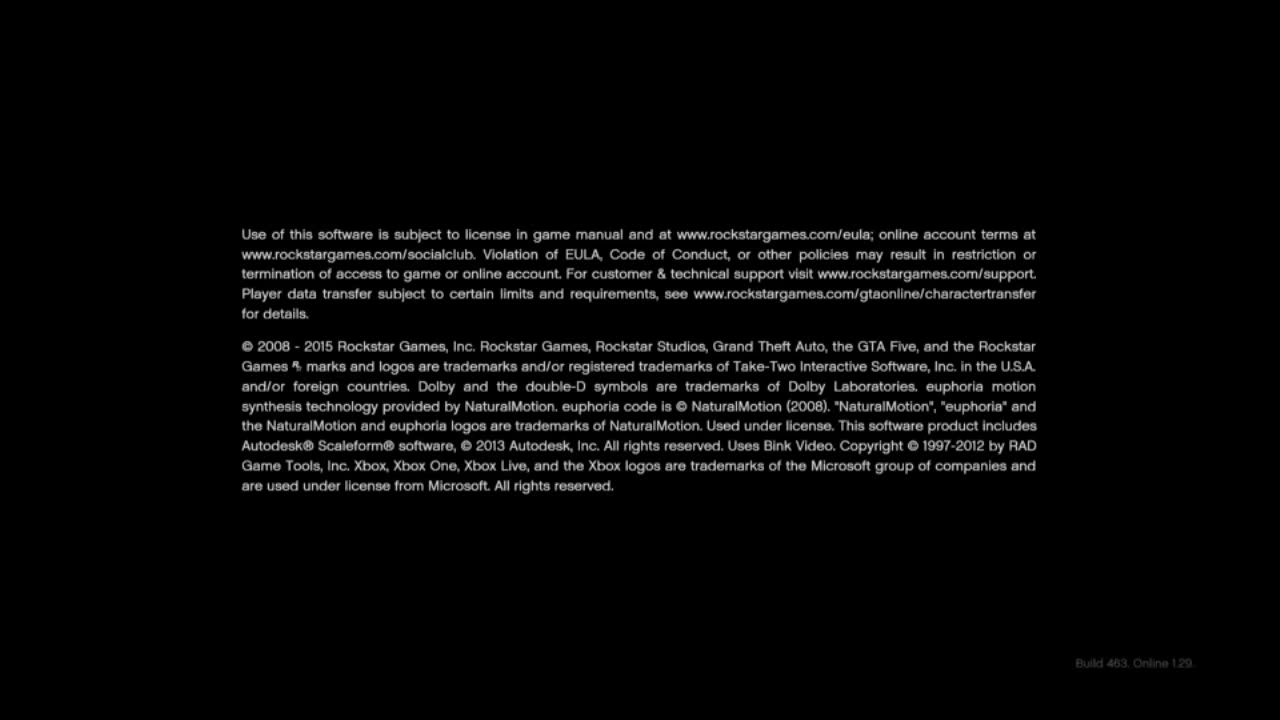 Use of this software is subject to license in game manual and at www.rockstargames.com/eula; online account terms at
www.rockstargames.com/socialclub. Violation of EULA, Code of Conduct, or other policies may result in restriction or
termination of access to game or online account. For customer & technical support visit www.rockstargames.com/support.
Player data transfer subject to certain limits and requirements, see www.rockstargames.com/gtaonline/charactertransfer
for details.
© 2008 - 2015 Rockstar Games, Inc. Rockstar Games, Rockstar Studios, Grand Theft Auto, the GTA Five, and the Rockstar
Games R* marks and logos are trademarks and/or registered trademarks of Take-Two Interactive Software, Inc. in the U.S.A.
and/or foreign countries. Dolby and the double-D symbols are trademarks of Dolby Laboratories. euphoria motion
synthesis technology provided by NaturalMotion. euphoria code is © NaturalMotion (2008). "NaturalMotion", "euphoria" and
the NaturalMotion and euphoria logos are trademarks of NaturalMotion. Used under license. This software product includes
Autodesk® Scaleform® software, © 2013 Autodesk, Inc. All rights reserved. Uses Bink Video. Copyright © 1997-2012 by RAD
Game Tools, Inc. Xbox, Xbox One, Xbox Live, and the Xbox logos are trademarks of the Microsoft group of companies and
are used under license from Microsoft. All rights reserved.
Build 463. Online 1.29.